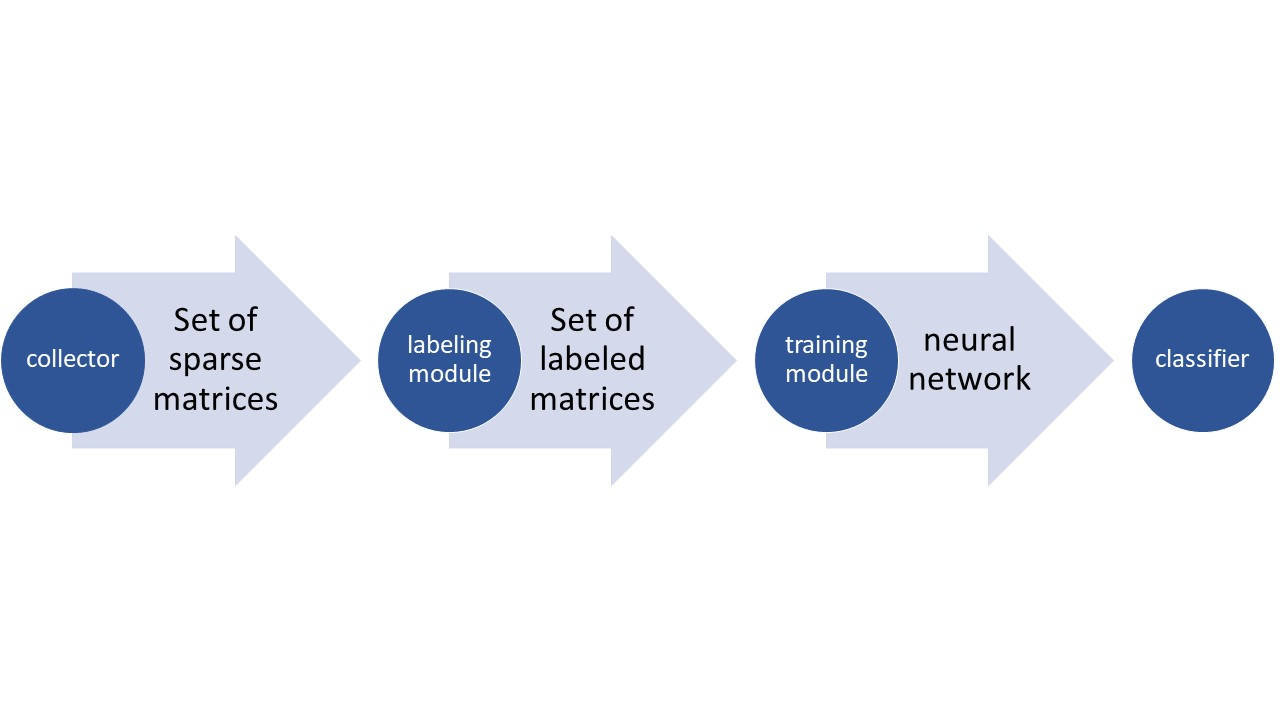 collector
Set of
sparse
matrices
labeling
module
Set of
labeled
matrices
training
module
neural
network
classifier